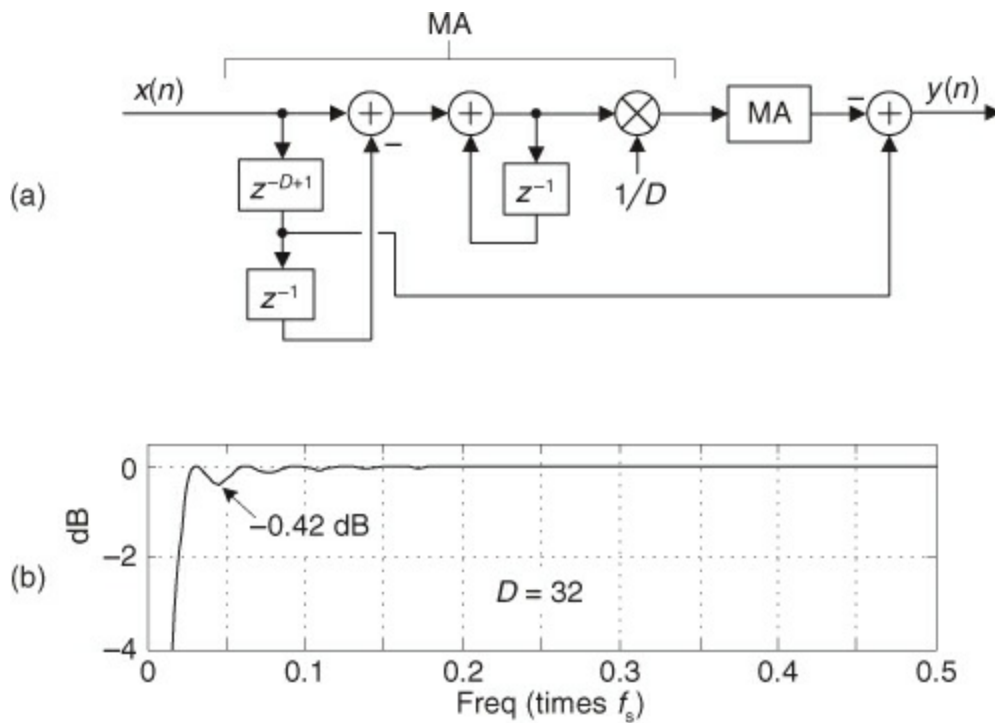 MA
x(n)
+
+
1/D
MA
−
+
y(n)
−
(a)
z⁻ᴰ⁺¹
z⁻¹
z⁻¹
(b)
dB
0
−2
−4
−0.42 dB
D = 32
0
0.1
0.2
0.3
0.4
0.5
Freq (times fₛ)